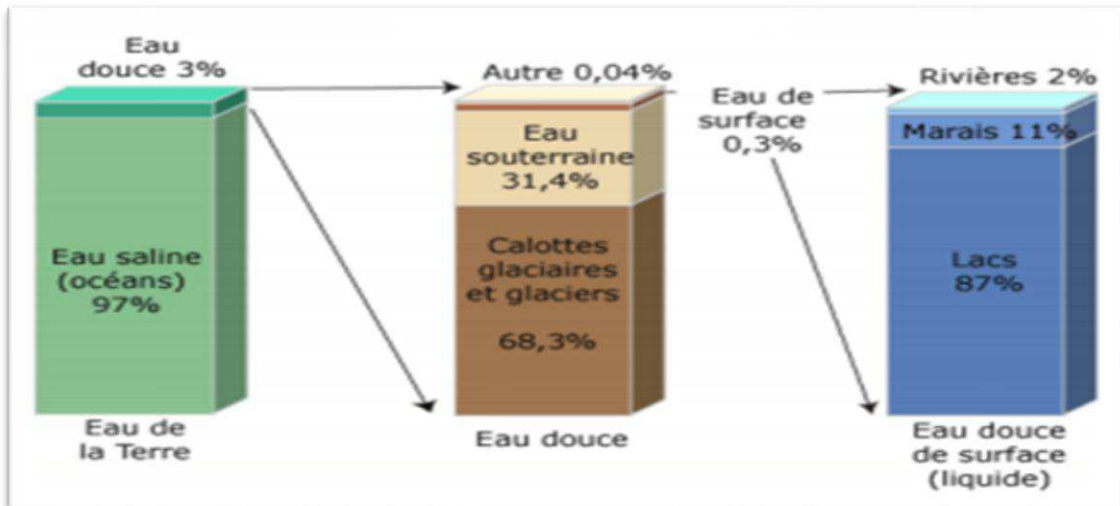 Eau
douce 3%
Eau saline
(océans)
97%
Eau de
la Terre
Autre 0,04%
Eau
souterraine
31,4%
Calottes
glaciaires
et glaciers
68,3%
Eau douce
Eau de
surface
0,3%
Rivières 2%
Marais 11%
Lacs
87%
Eau douce
de surface
(liquide)